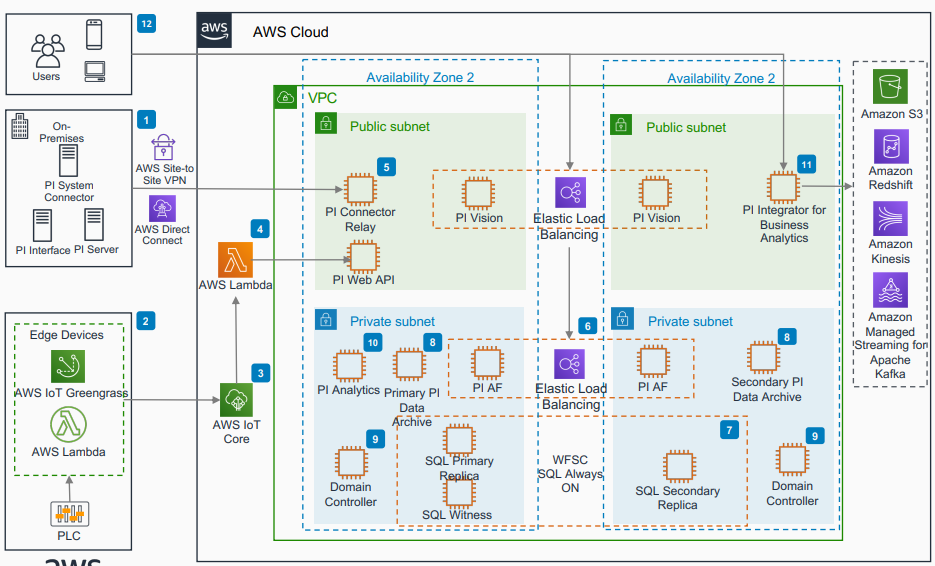 12
aws
AWS Cloud
Users
Availability Zone 2
Availability Zone 2
VPC
1
On-
Premises
PI System
Connector
PI Interface
PI Server
AWS Site-to
Site VPN
AWS Direct
Connect
Public subnet
5
PI Connector
Relay
PI Web API
PI Vision
Elastic Load
Balancing
Public subnet
PI Vision
11
PI Integrator for
Business
Analytics
Amazon S3
Amazon
Redshift
Amazon
Kinesis
Amazon
Managed
Streaming for
Apache
Kafka
4
AWS Lambda
2
Edge Devices
AWS IoT Greengrass
AWS Lambda
PLC
3
AWS IoT
Core
Private subnet
10
PI Analytics
8
Primary PI
Data
Archive
PI AF
6
Elastic Load
Balancing
Private subnet
PI AF
8
Secondary PI
Data Archive
9
Domain
Controller
SQL Primary
Replica
SQL Witness
WFSC
SQL Always
ON
7
SQL Secondary
Replica
9
Domain
Controller
aws